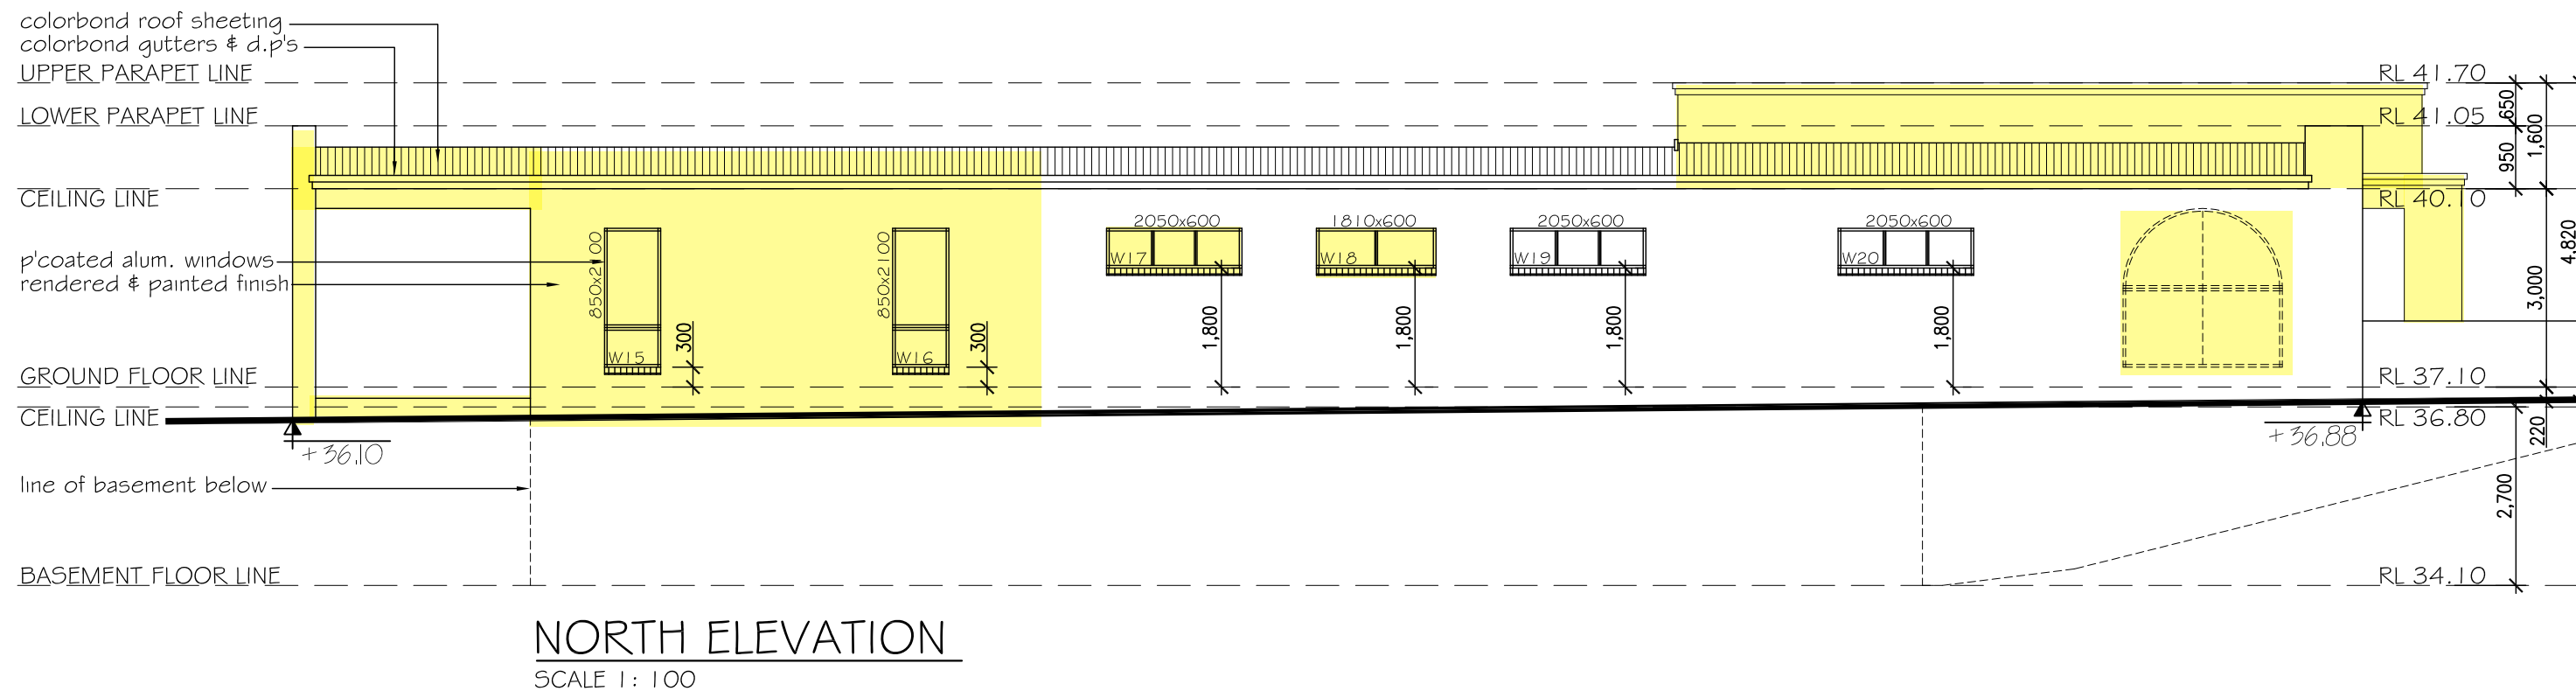 colorbond roof sheeting
colorbond gutters & d.p's
UPPER PARAPET LINE
RL 41.70
LOWER PARAPET LINE
RL 41.05
650
1,600
950
CEILING LINE
RL 40.10
2050x600
1810x600
2050x600
2050x600
p'coated alum. windows
rendered & painted finish
850x2100
850x2100
W17
W18
W19
W20
4,820
3,000
W15
300
W16
300
1,800
1,800
1,800
1,800
GROUND FLOOR LINE
RL 37.10
CEILING LINE
RL 36.80
+36.10
+36.88
220
line of basement below
2,700
BASEMENT FLOOR LINE
RL 34.10
NORTH ELEVATION
SCALE 1: 100